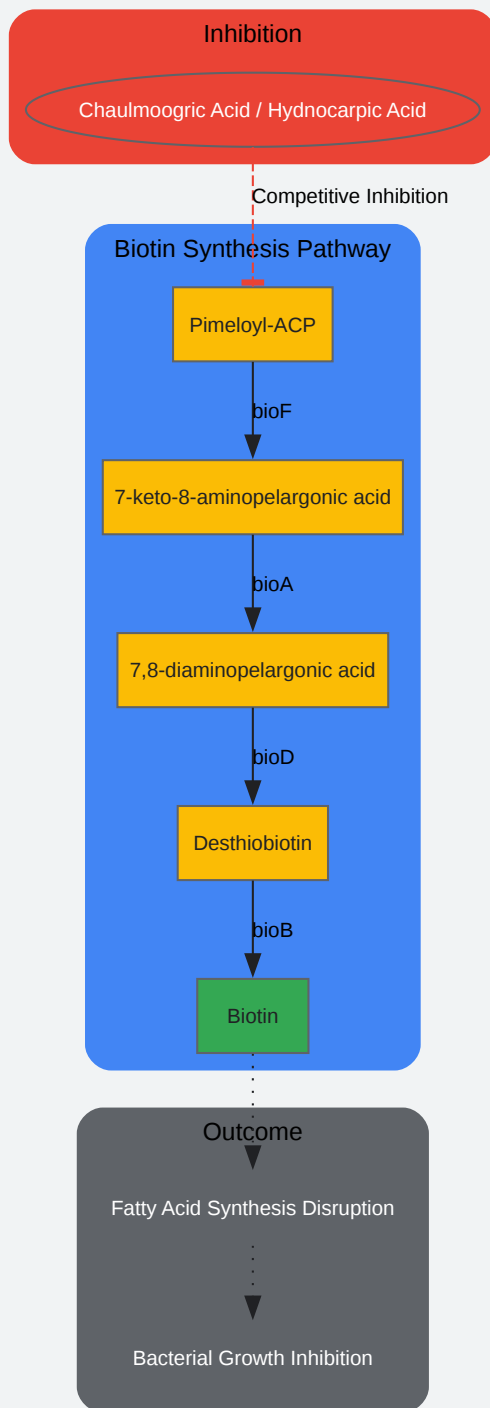 Inhibition
Chaulmoogric Acid / Hydnocarpic Acid
Competitive Inhibition
Biotin Synthesis Pathway
Pimeloyl-ACP
bioF
7-keto-8-aminopelargonic acid
bioA
7,8-diaminopelargonic acid
bioD
Desthiobiotin
bioB
Biotin
Outcome
Fatty Acid Synthesis Disruption
Bacterial Growth Inhibition